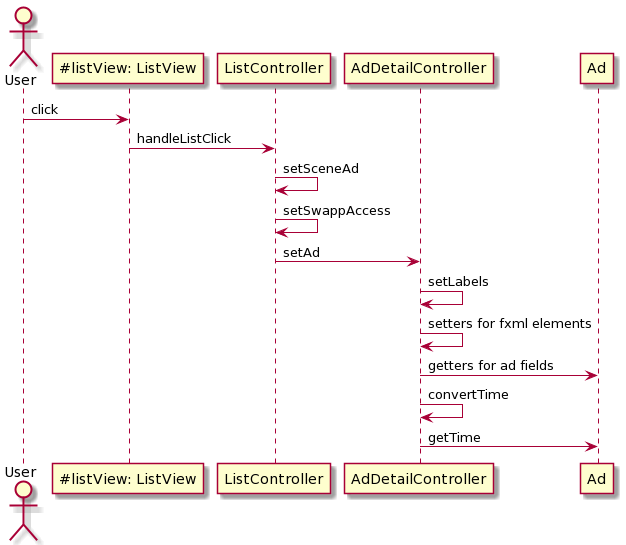 User
#listView: ListView
ListController
AdDetailController
Ad
click
handleListClick
setSceneAd
setSwappAccess
setAd
setLabels
setters for fxml elements
getters for ad fields
convertTime
getTime
User
#listView: ListView
ListController
AdDetailController
Ad